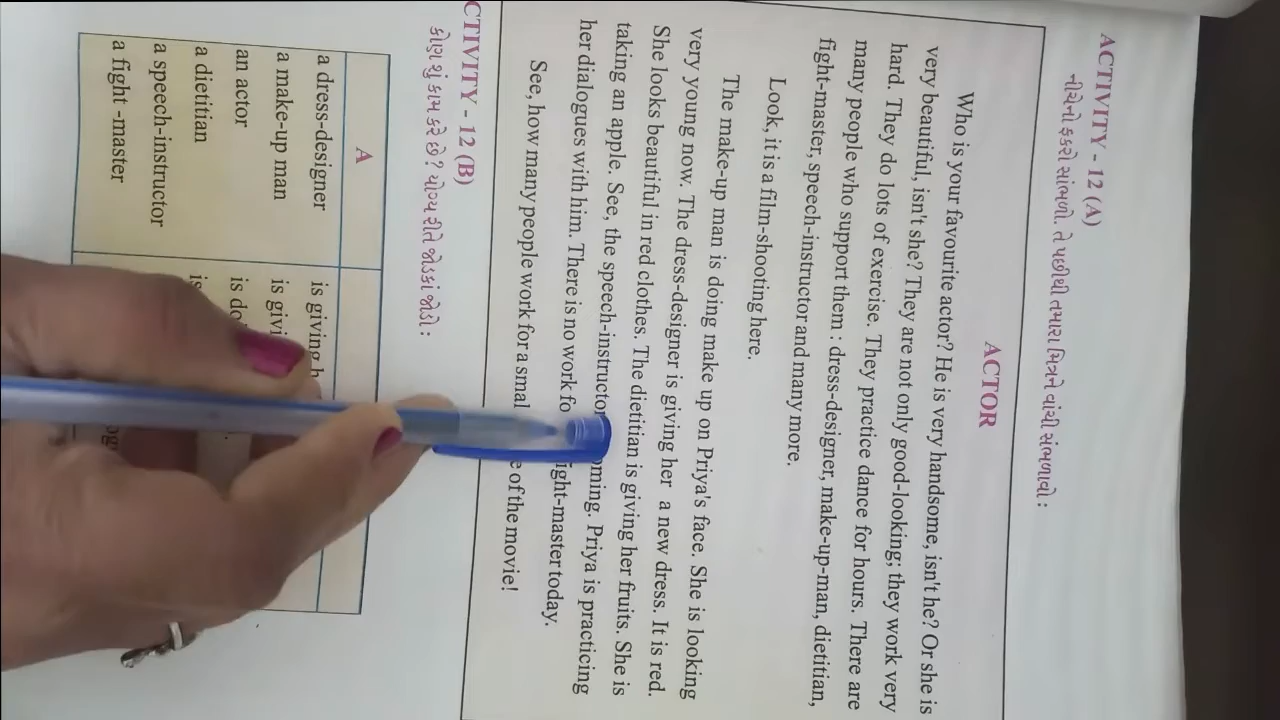 ACTIVITY - 12 (A)
નીચેનો ફકરો સાંભળો. તે પછીથી તમારા મિત્રને વાંચી સંભળાવો :
ACTOR
Who is your favourite actor? He is very handsome, isn't he? Or she is
very beautiful, isn't she? They are not only good-looking; they work very
hard. They do lots of exercise. They practice dance for hours. There are
many people who support them : dress-designer, make-up-man, dietitian,
fight-master, speech-instructor and many more.
Look, it is a film-shooting here.
The make-up man is doing make up on Priya's face. She is looking
very young now. The dress-designer is giving her a new dress. It is red.
She looks beautiful in red clothes. The dietitian is giving her fruits. She is
taking an apple. See, the speech-instructor Priya is practicing
her dialogues with him. There is no work today.
See, how many people work for a of the movie!
CTIVITY - 12 (B)
કોણ શું કામ કરે છે? યોગ્ય રીતે જોડકાં જોડો :
A
a dress-designer is giving
a make-up man is
an actor is
a dietitian is
a speech-instructor
a fight -master